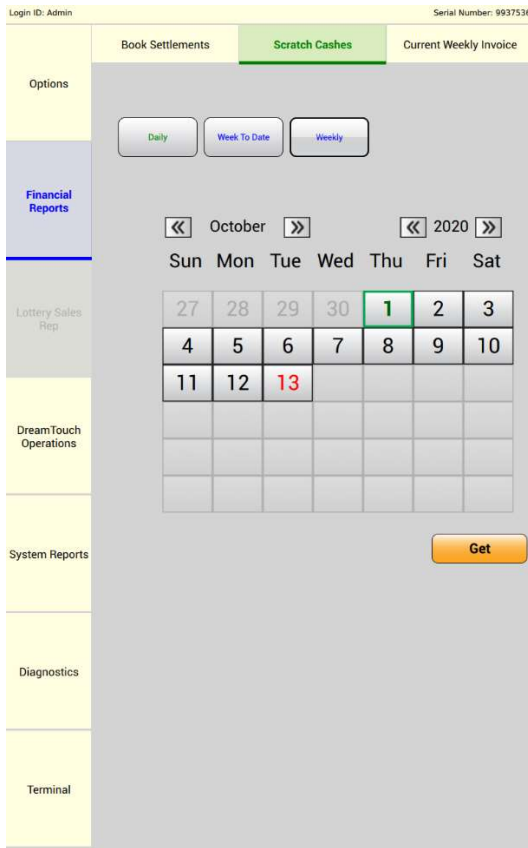 Login ID: Admin
Serial Number: 9937536
Book Settlements
Scratch Cashes
Current Weekly Invoice
Options
Daily
Week To Date
Weekly
Financial
Reports
October
2020
Sun Mon Tue Wed Thu Fri Sat
27 28 29 30 1 2 3
4 5 6 7 8 9 10
11 12 13
Lottery Sales
Rep
DreamTouch
Operations
Get
System Reports
Diagnostics
Terminal